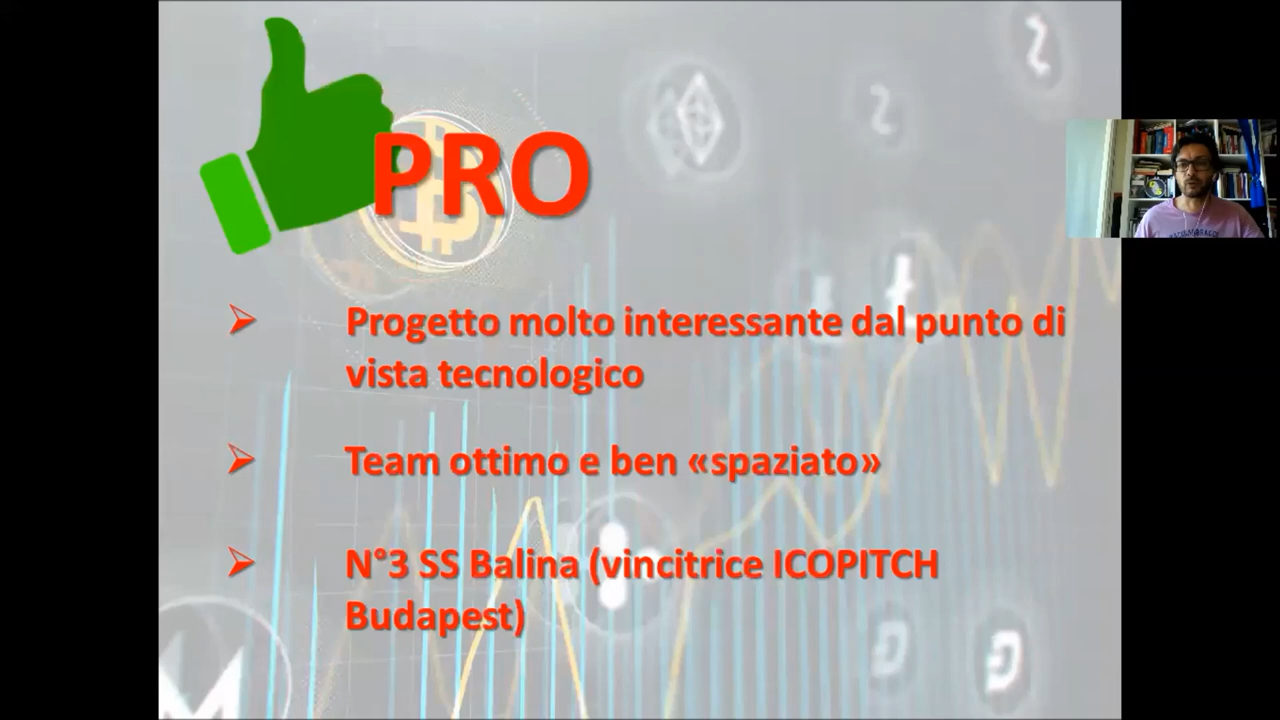 PRO
Progetto molto interessante dal punto di
vista tecnologico
Team ottimo e ben «spaziato»
N°3 SS Balina (vincitrice ICOPITCH
Budapest)